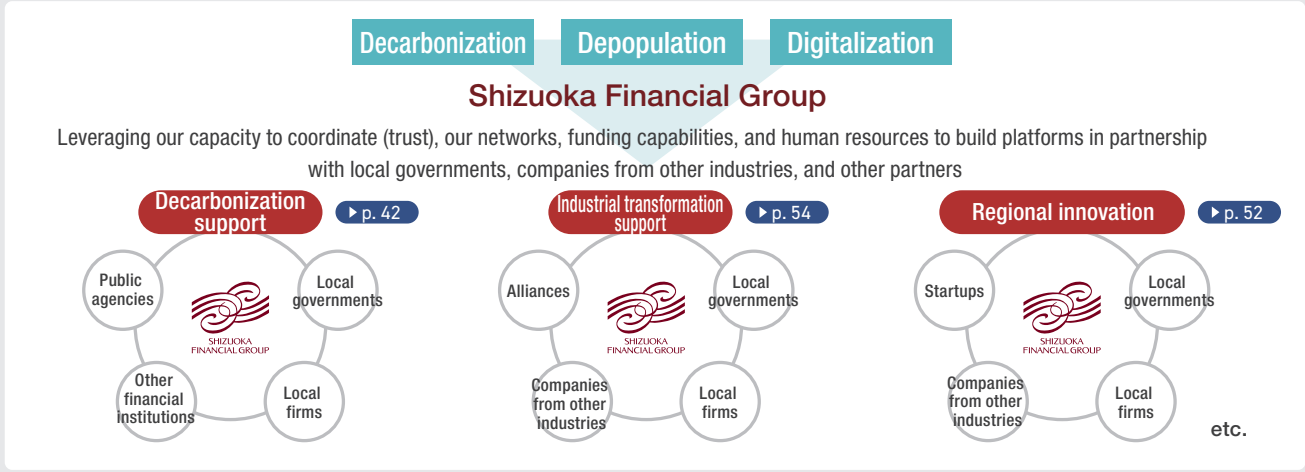 Decarbonization
Depopulation
Digitalization
Shizuoka Financial Group
Leveraging our capacity to coordinate (trust), our networks, funding capabilities, and human resources to build platforms in partnership
with local governments, companies from other industries, and other partners
Decarbonization
support
p. 42
Public
agencies
Local
governments
SHIZUOKA
FINANCIAL GROUP
Other
financial
institutions
Local
firms
Industrial transformation
support
p. 54
Alliances
Local
governments
SHIZUOKA
FINANCIAL GROUP
Companies
from other
industries
Local
firms
Regional innovation
p. 52
Startups
Local
governments
SHIZUOKA
FINANCIAL GROUP
Companies
from other
industries
Local
firms
etc.